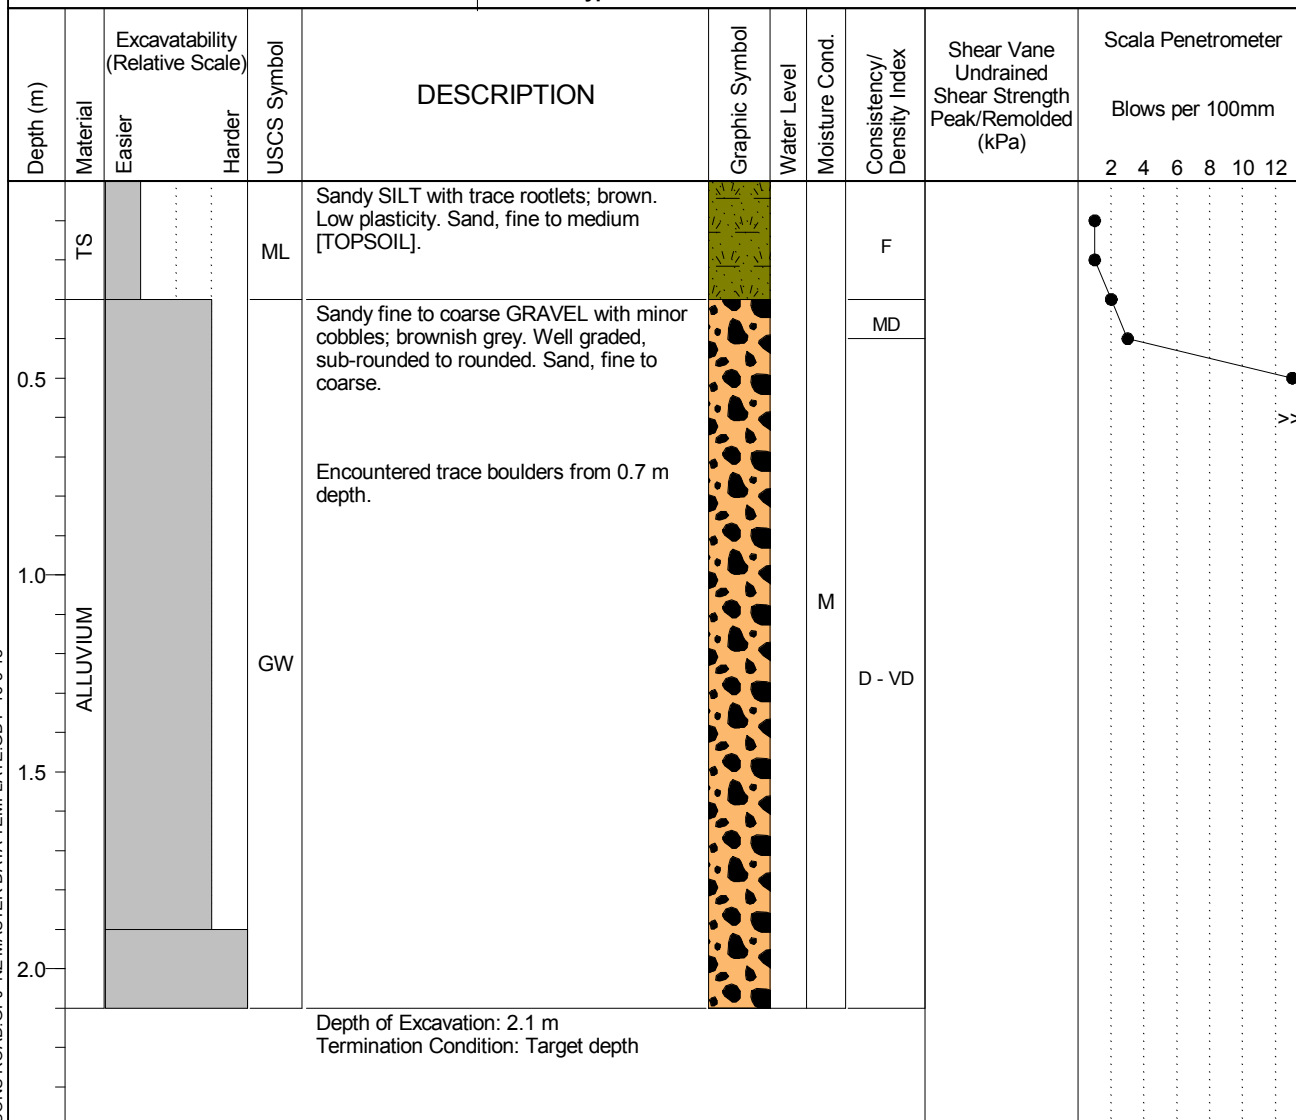 Depth (m)
Material
Excavatability
(Relative Scale)
Easier
Harder
USCS Symbol
DESCRIPTION
Graphic Symbol
Water Level
Moisture Cond.
Consistency/
Density Index
Shear Vane
Undrained
Shear Strength
Peak/Remolded
(kPa)
Scala Penetrometer
Blows per 100mm
2 4 6 8 10 12
TS
ML
Sandy SILT with trace rootlets; brown.
Low plasticity. Sand, fine to medium
[TOPSOIL].
F
Sandy fine to coarse GRAVEL with minor
cobbles; brownish grey. Well graded,
sub-rounded to rounded. Sand, fine to
coarse.
MD
0.5
>>
Encountered trace boulders from 0.7 m
depth.
1.0
M
ALLUVIUM
GW
D - VD
1.5
2.0
Depth of Excavation: 2.1 m
Termination Condition: Target depth